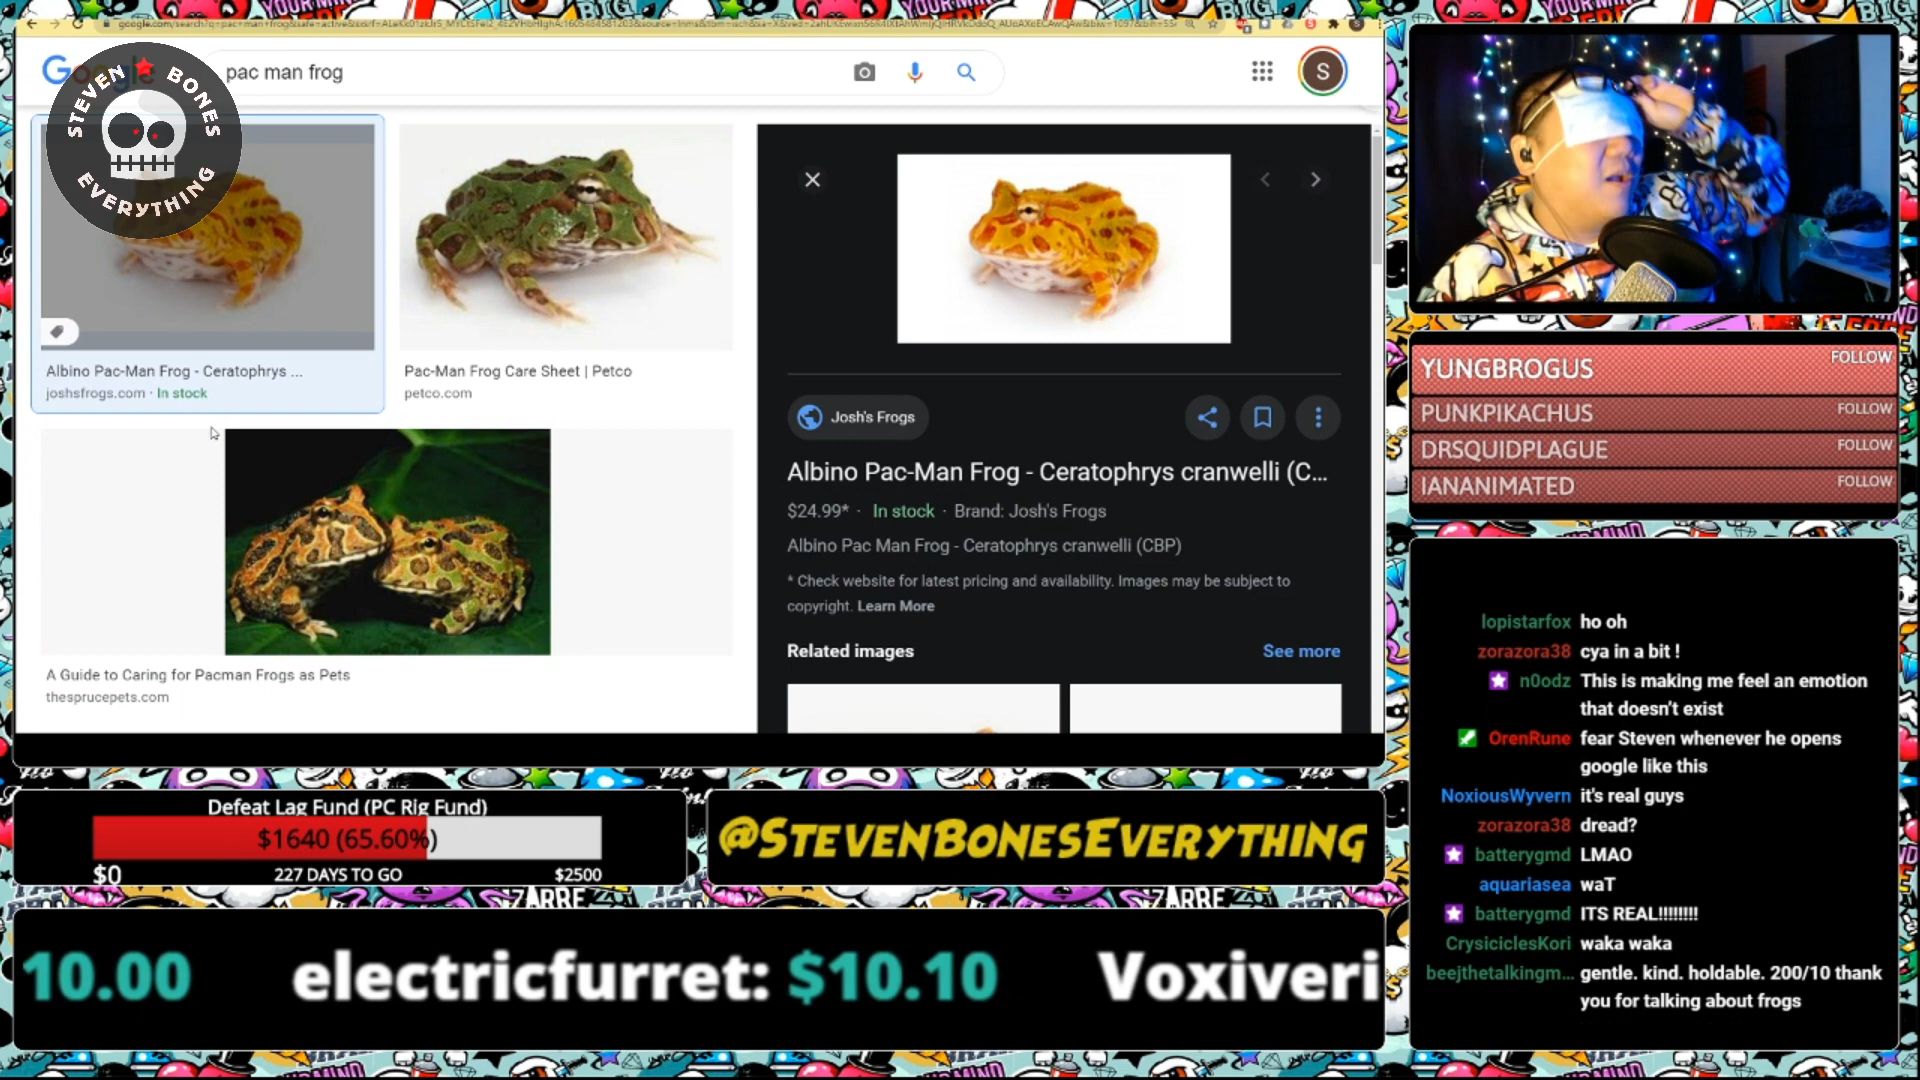 pac man frog
S
STEVEN BONES
EVERYTHING
Albino Pac-Man Frog - Ceratophrys ...
joshsfrogs.com · In stock
Pac-Man Frog Care Sheet | Petco
petco.com
A Guide to Caring for Pacman Frogs as Pets
thesprucepets.com
Josh's Frogs
Albino Pac-Man Frog - Ceratophrys cranwelli (C...
$24.99* · In stock · Brand: Josh's Frogs
Albino Pac Man Frog - Ceratophrys cranwelli (CBP)
* Check website for latest pricing and availability. Images may be subject to
copyright. Learn More
Related images
See more
YUNGBROGUS FOLLOW
PUNKPIKACHUS FOLLOW
DRSQUIDPLAGUE FOLLOW
IANANIMATED FOLLOW
lopistarfox ho oh
zorazora38 cya in a bit !
n0odz This is making me feel an emotion
that doesn't exist
OrenRune fear Steven whenever he opens
google like this
NoxiousWyvern it's real guys
zorazora38 dread?
batterygmd LMAO
aquariasea waT
batterygmd ITS REAL!!!!!!!!
CrysiciclesKori waka waka
beejthetalkingm... gentle. kind. holdable. 200/10 thank
you for talking about frogs
Defeat Lag Fund (PC Rig Fund)
$1640 (65.60%)
$0 227 DAYS TO GO $2500
@STEVENBONESEVERYTHING
10.00 electricfurret: $10.10 Voxiveri